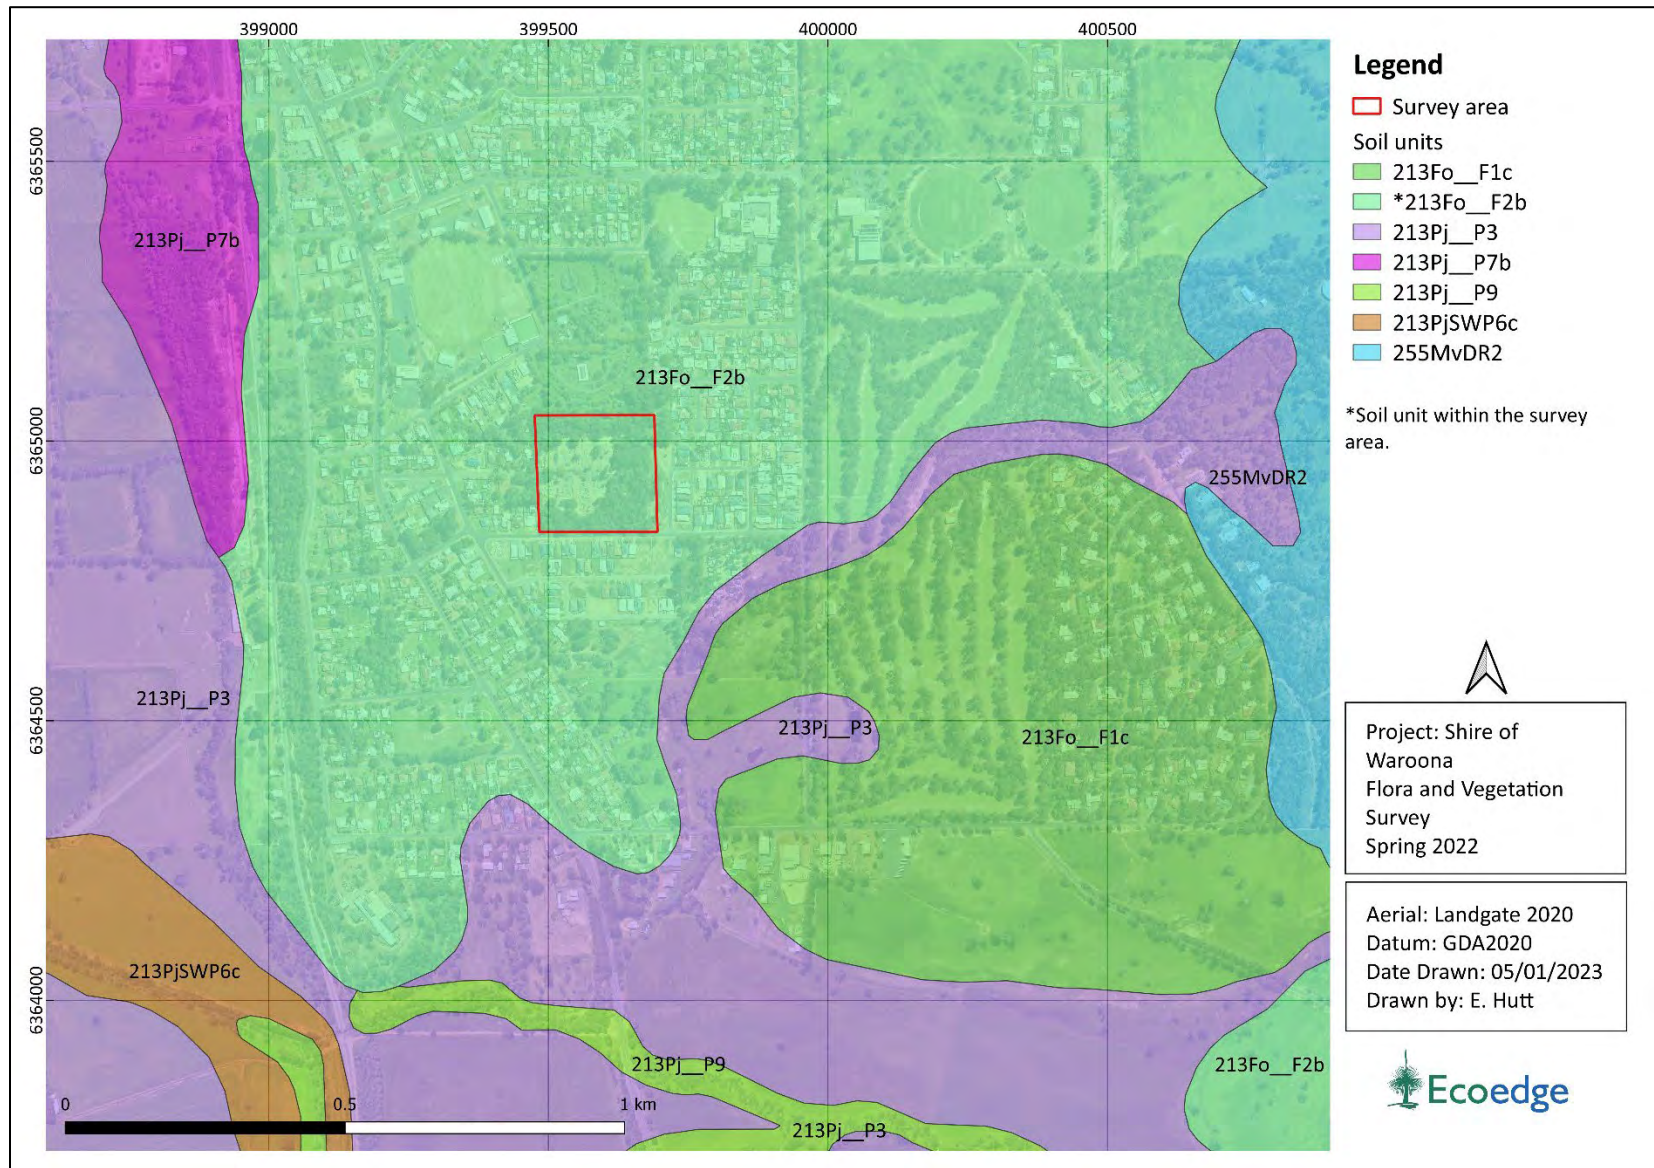 399000 399500 400000 400500
6365500
6365000
6364500
6364000
213Pj__P7b
213Fo__F2b
255MvDR2
213Pj__P3
213Pj__P3
213Fo__F1c
213PjSWP6c
213Pj__P9
213Fo__F2b
213Pj__P3
0 0.5 1 km
Legend
Survey area
Soil units
213Fo__F1c
*213Fo__F2b
213Pj__P3
213Pj__P7b
213Pj__P9
213PjSWP6c
255MvDR2
*Soil unit within the survey
area.
Project: Shire of
Waroona
Flora and Vegetation
Survey
Spring 2022
Aerial: Landgate 2020
Datum: GDA2020
Date Drawn: 05/01/2023
Drawn by: E. Hutt
Ecoedge